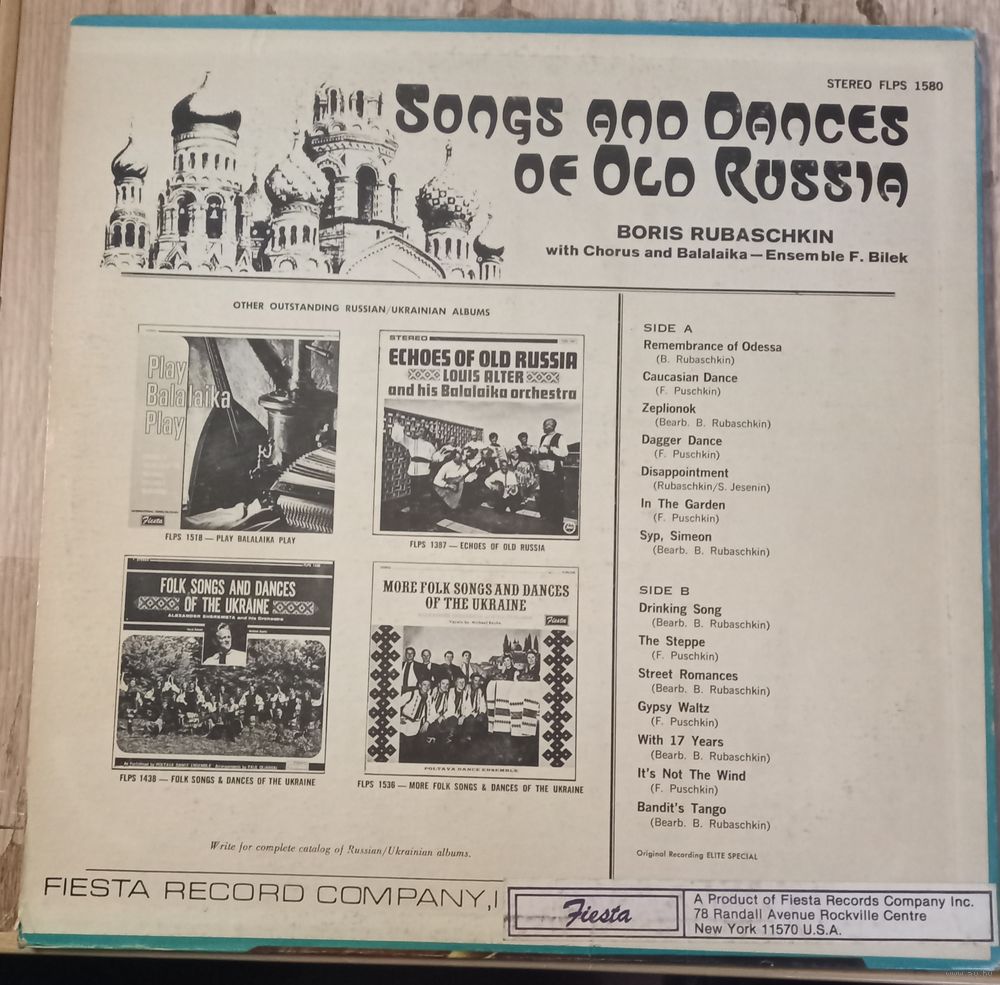 STEREO FLPS 1580
SONGS AND DANCES
OF OLD RUSSIA
BORIS RUBASCHKIN
with Chorus and Balalaika — Ensemble F. Bilek
OTHER OUTSTANDING RUSSIAN/UKRAINIAN ALBUMS
Play
Balalaika
Play
Fiesta
FLPS 1518 — PLAY BALALAIKA PLAY
STEREO
ECHOES OF OLD RUSSIA
LOUIS ALTER
and his Balalaika orchestra
FLPS 1387 — ECHOES OF OLD RUSSIA
FOLK SONGS AND DANCES
OF THE UKRAINE
FLPS 1438 — FOLK SONGS & DANCES OF THE UKRAINE
MORE FOLK SONGS AND DANCES
OF THE UKRAINE
Fiesta
POLTAVA DANCE ENSEMBLE
FLPS 1536 — MORE FOLK SONGS & DANCES OF THE UKRAINE
Write for complete catalog of Russian/Ukrainian albums.
SIDE A
Remembrance of Odessa
(B. Rubaschkin)
Caucasian Dance
(F. Puschkin)
Zeplionok
(Bearb. B. Rubaschkin)
Dagger Dance
(F. Puschkin)
Disappointment
(Rubaschkin/S. Jesenin)
In The Garden
(F. Puschkin)
Syp, Simeon
(Bearb. B. Rubaschkin)
SIDE B
Drinking Song
(Bearb. B. Rubaschkin)
The Steppe
(F. Puschkin)
Street Romances
(Bearb. B. Rubaschkin)
Gypsy Waltz
(F. Puschkin)
With 17 Years
(Bearb. B. Rubaschkin)
It's Not The Wind
(F. Puschkin)
Bandit's Tango
(Bearb. B. Rubaschkin)
Original Recording ELITE SPECIAL
FIESTA RECORD COMPANY, I
Fiesta
A Product of Fiesta Records Company Inc.
78 Randall Avenue Rockville Centre
New York 11570 U.S.A.